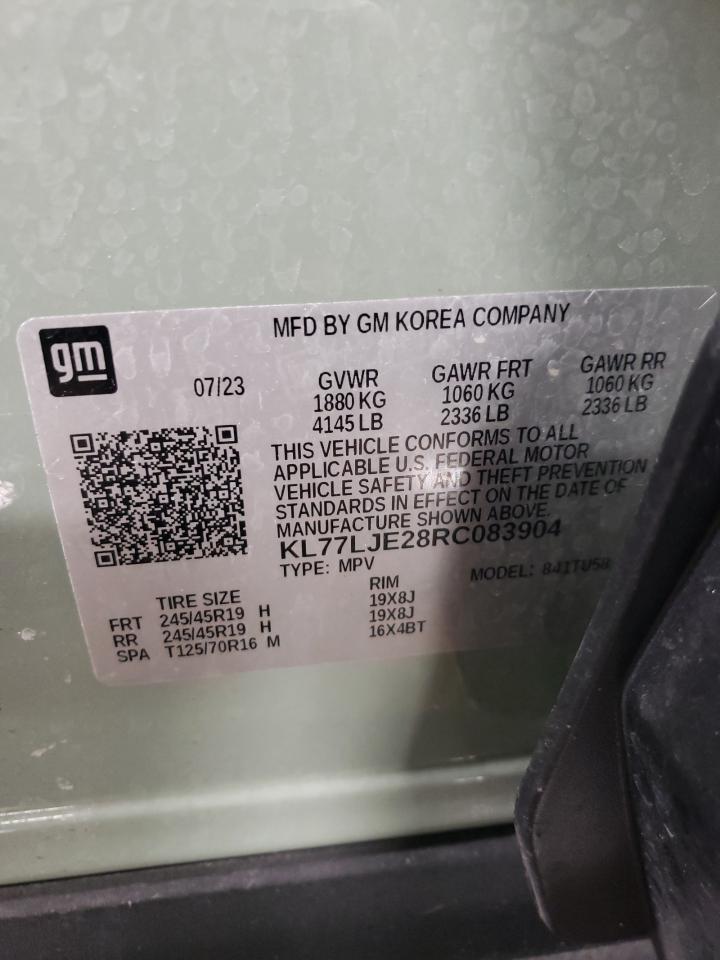 gm
MFD BY GM KOREA COMPANY
07/23
GVWR
1880 KG
4145 LB
GAWR FRT
1060 KG
2336 LB
GAWR RR
1060 KG
2336 LB
THIS VEHICLE CONFORMS TO ALL
APPLICABLE U.S. FEDERAL MOTOR
VEHICLE SAFETY AND THEFT PREVENTION
STANDARDS IN EFFECT ON THE DATE OF
MANUFACTURE SHOWN ABOVE.
KL77LJE28RC083904
TYPE: MPV
MODEL: 841TU58
TIRE SIZE
RIM
FRT 245/45R19 H 19X8J
RR 245/45R19 H 19X8J
SPA T125/70R16 M 16X4BT